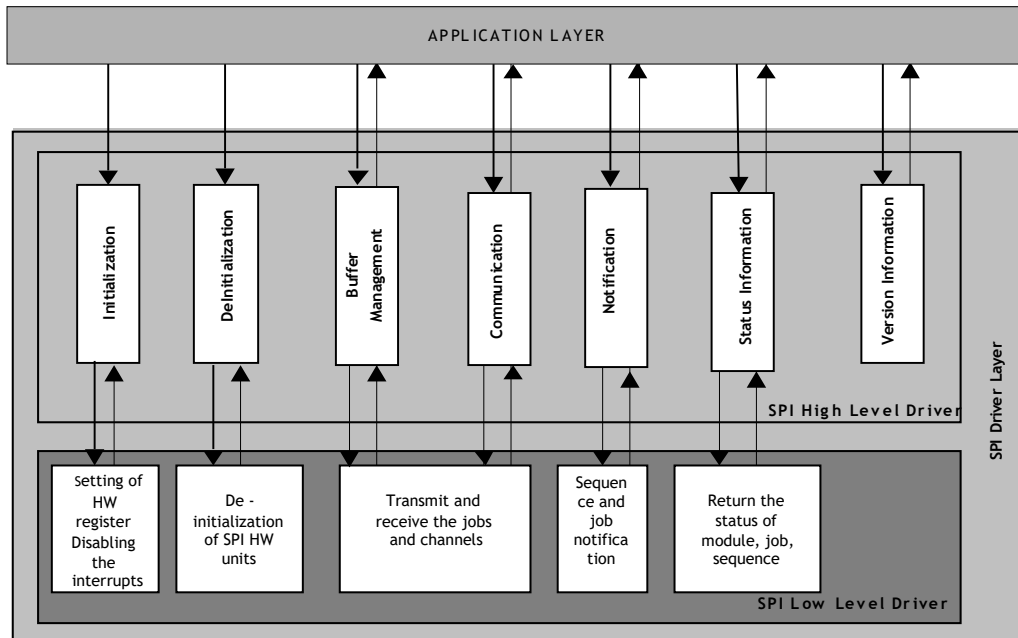 APPLICATION LAYER
Initialization
DeInitialization
Buffer
Management
Communication
Notification
Status Information
Version Information
SPI High Level Driver
SPI Driver Layer
Setting of
HW
register
Disabling
the
interrupts
De -
initialization
of SPI HW
units
Transmit and
receive the jobs
and channels
Sequen
ce and
job
notifica
tion
Return the
status of
module, job,
sequence
SPI Low Level Driver